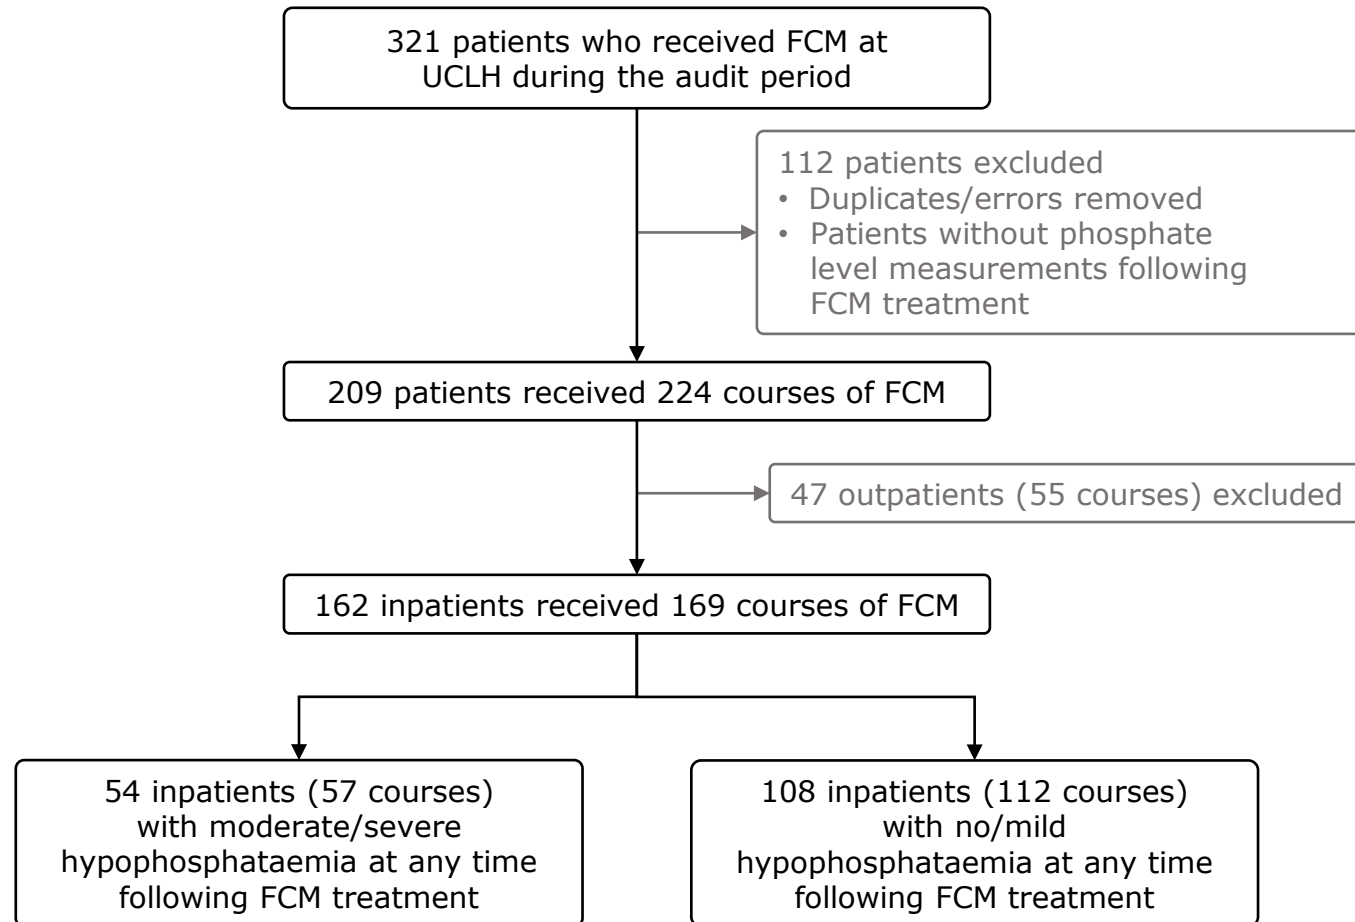 321 patients who received FCM at
UCLH during the audit period
112 patients excluded
• Duplicates/errors removed
• Patients without phosphate
level measurements following
FCM treatment
209 patients received 224 courses of FCM
47 outpatients (55 courses) excluded
162 inpatients received 169 courses of FCM
54 inpatients (57 courses)
with moderate/severe
hypophosphataemia at any time
following FCM treatment
108 inpatients (112 courses)
with no/mild
hypophosphataemia at any time
following FCM treatment